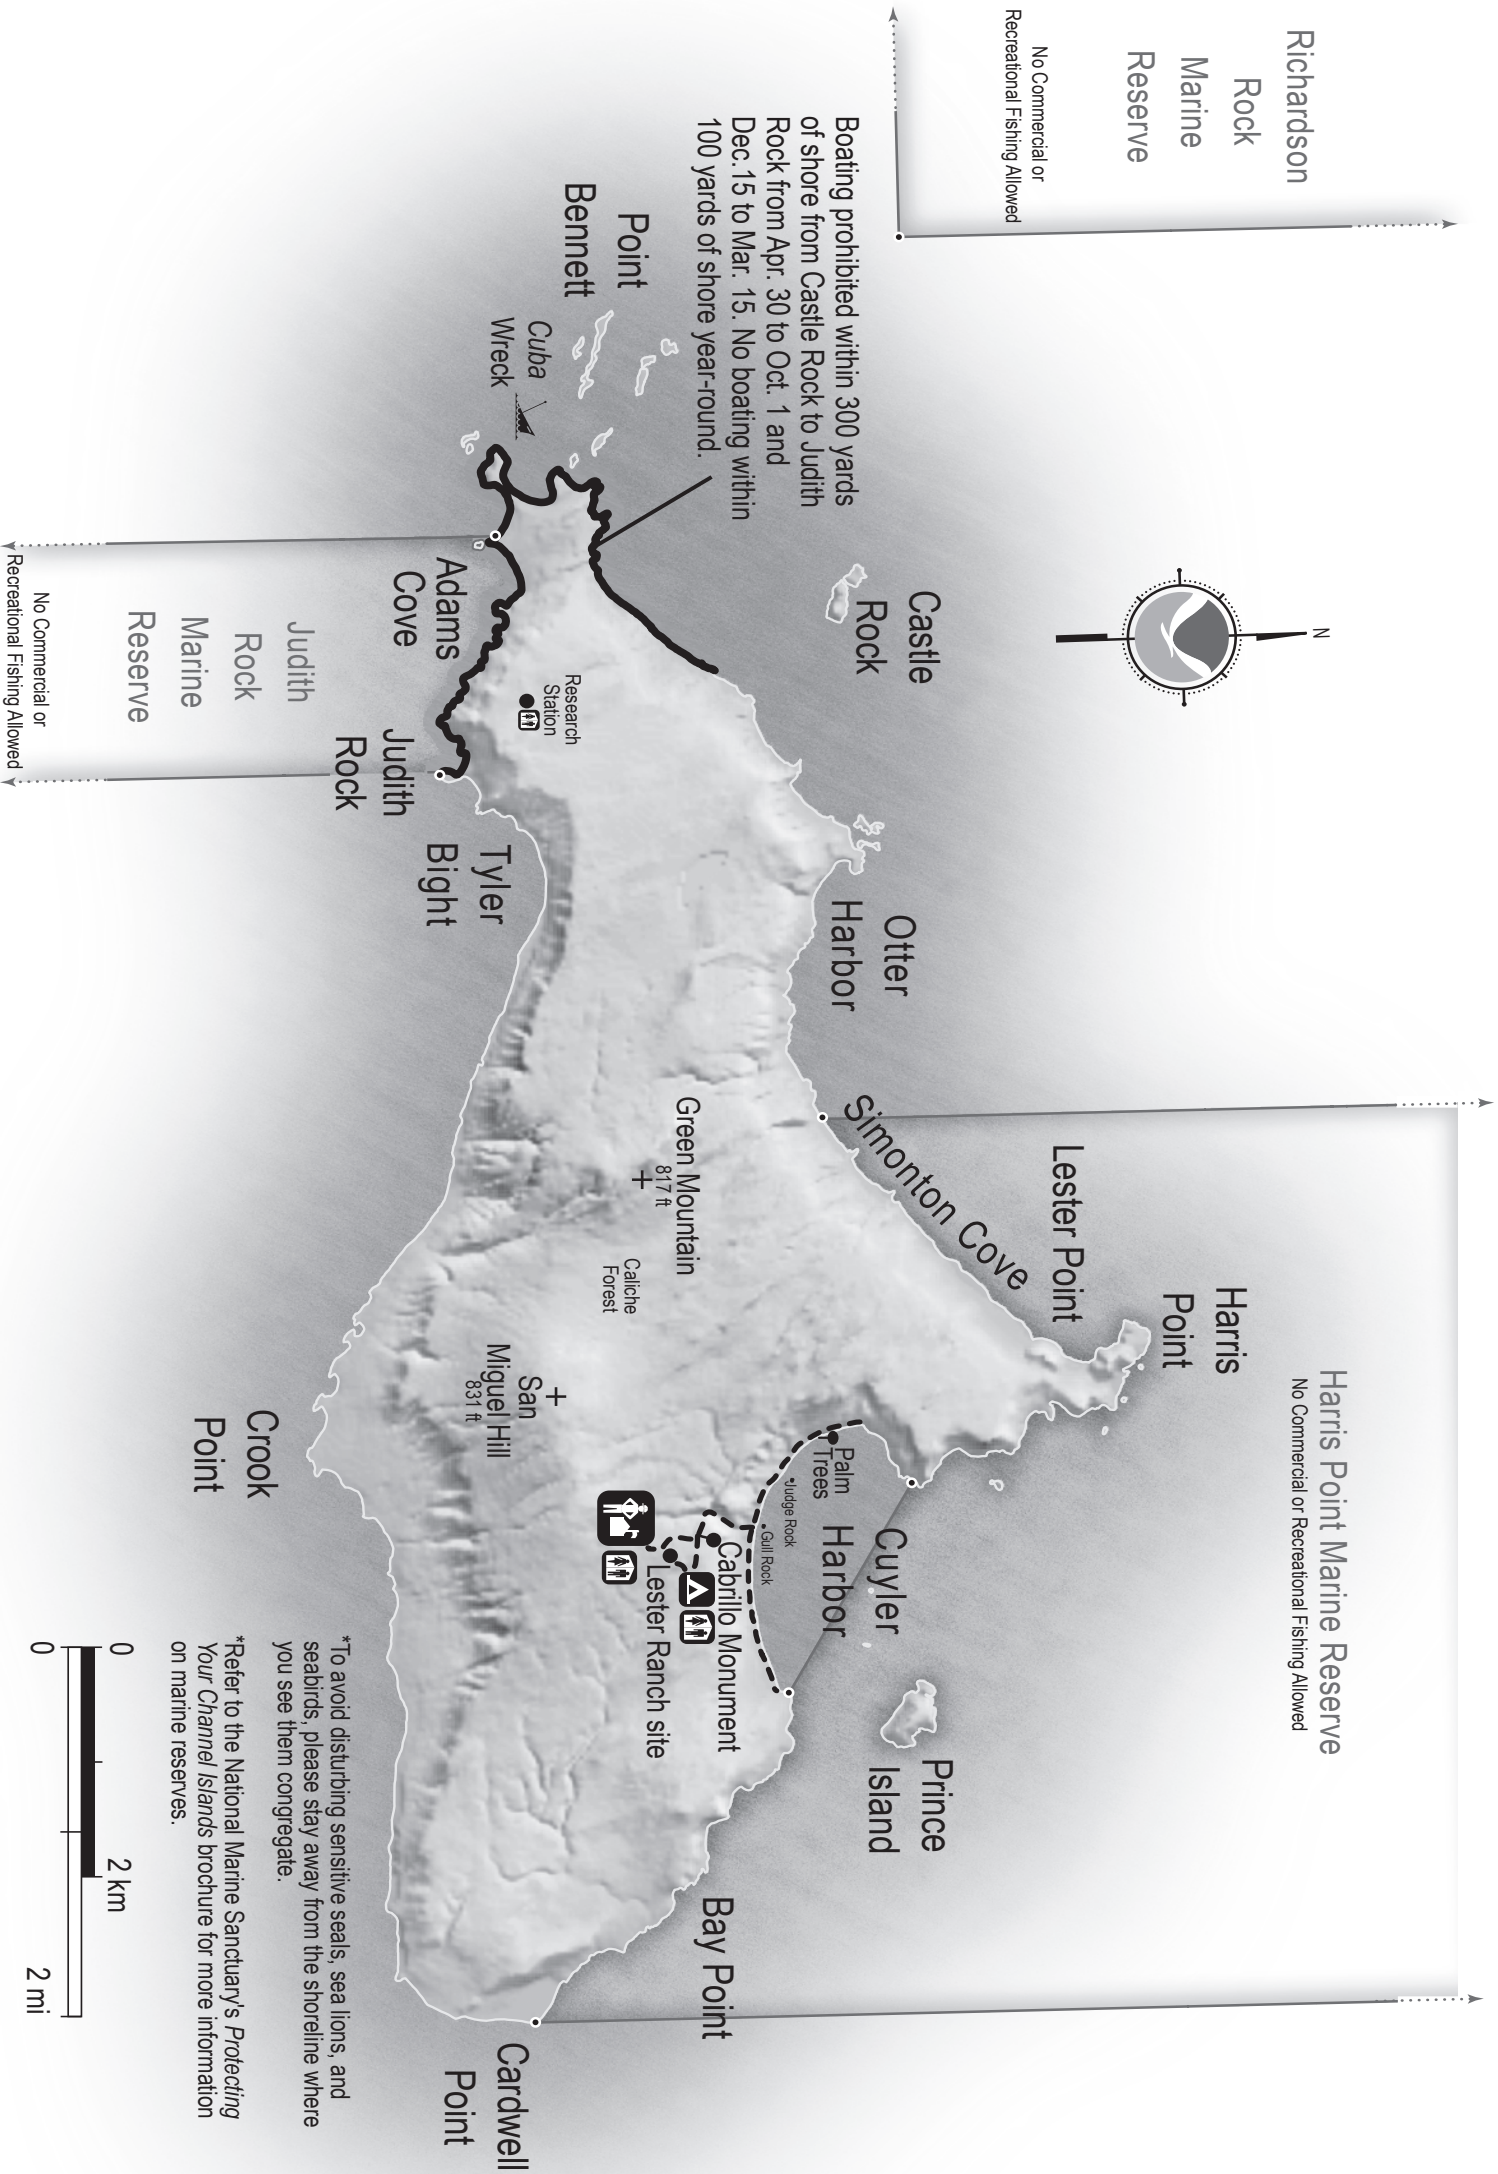 Richardson
Rock
Marine
Reserve
No Commercial or
Recreational Fishing Allowed
N
Harris Point Marine Reserve
No Commercial or Recreational Fishing Allowed
Harris
Point
Lester Point
Simonton Cove
Castle
Rock
Otter
Harbor
Boating prohibited within 300 yards
of shore from Castle Rock to Judith
Rock from Apr. 30 to Oct. 1 and
Dec.15 to Mar. 15. No boating within
100 yards of shore year-round.
Point
Bennett
Cuba
Wreck
Prince
Island
Cuyler
Harbor
Palm
Trees
Judge Rock
Gull Rock
Cabrillo Monument
Lester Ranch site
Bay Point
Green Mountain
817 ft
Caliche
Forest
San
Miguel Hill
831 ft
Research
Station
Adams
Cove
Judith
Rock
Tyler
Bight
Cardwell
Point
Crook
Point
Judith
Rock
Marine
Reserve
No Commercial or
Recreational Fishing Allowed
*To avoid disturbing sensitive seals, sea lions, and
seabirds, please stay away from the shoreline where
you see them congregate.
*Refer to the National Marine Sanctuary's Protecting
Your Channel Islands brochure for more information
on marine reserves.
0
2 km
0
2 mi